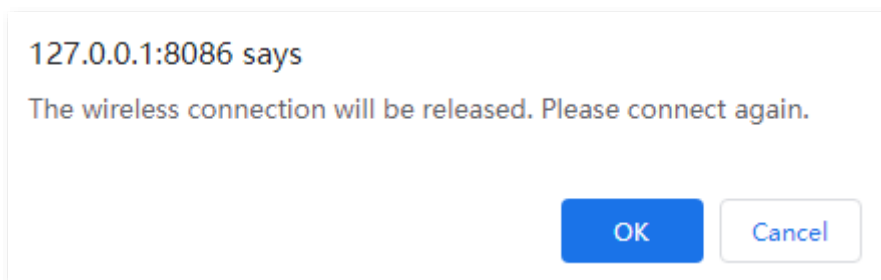 127.0.0.1:8086 says
The wireless connection will be released. Please connect again.
OK
Cancel